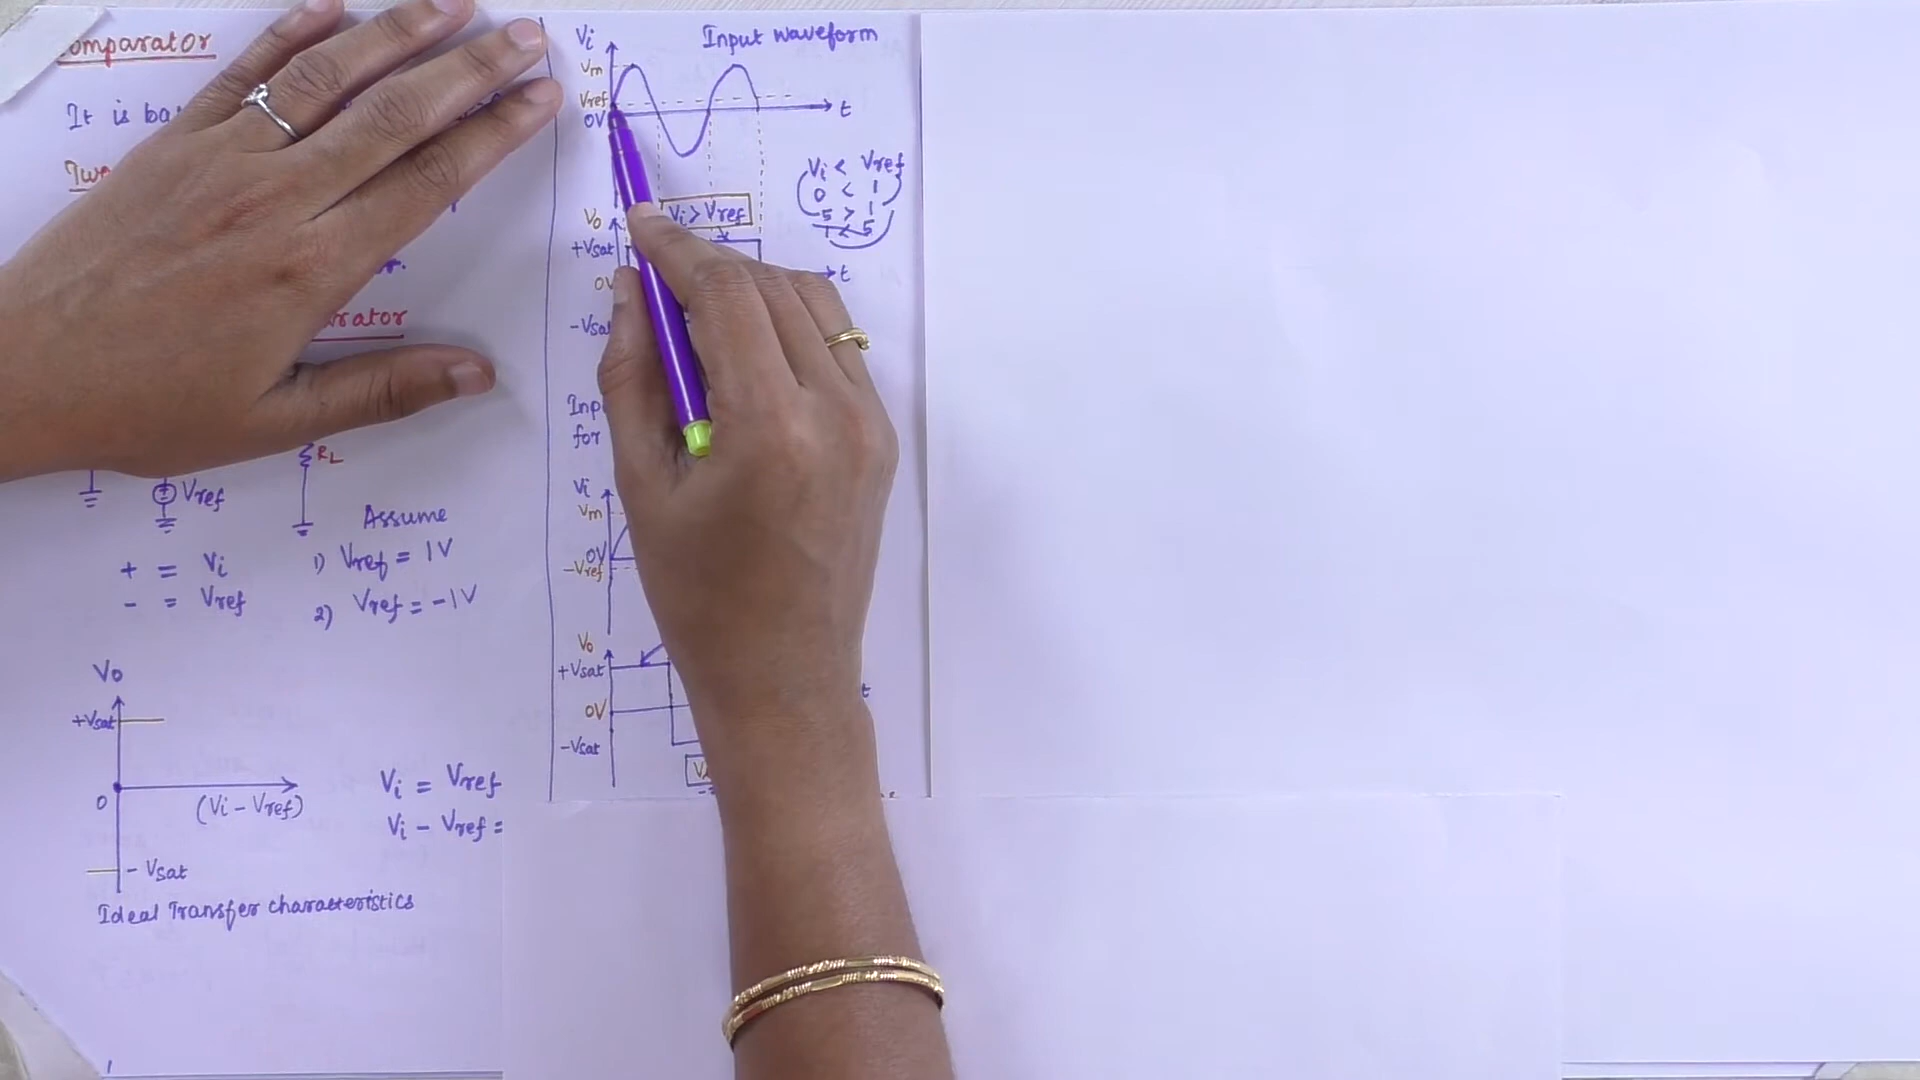 omparator
It is ba
Two
rator
RL
Vref
Assume
+ = Vi
1) Vref = 1V
- = Vref
2) Vref = -1V
Vo
+Vsat
0
(Vi - Vref)
- Vsat
Ideal Transfer characteristics
Vi = Vref
Vi - Vref =
Vi
Input waveform
Vm
Vref
0V
t
Vi < Vref
0 < 1
5 > 1
1 < 5
Vi > Vref
Vo
+Vsat
0V
t
-Vsa
Inp
for
Vi
Vm
0V
-Vref
Vo
+Vsat
t
0V
-Vsat